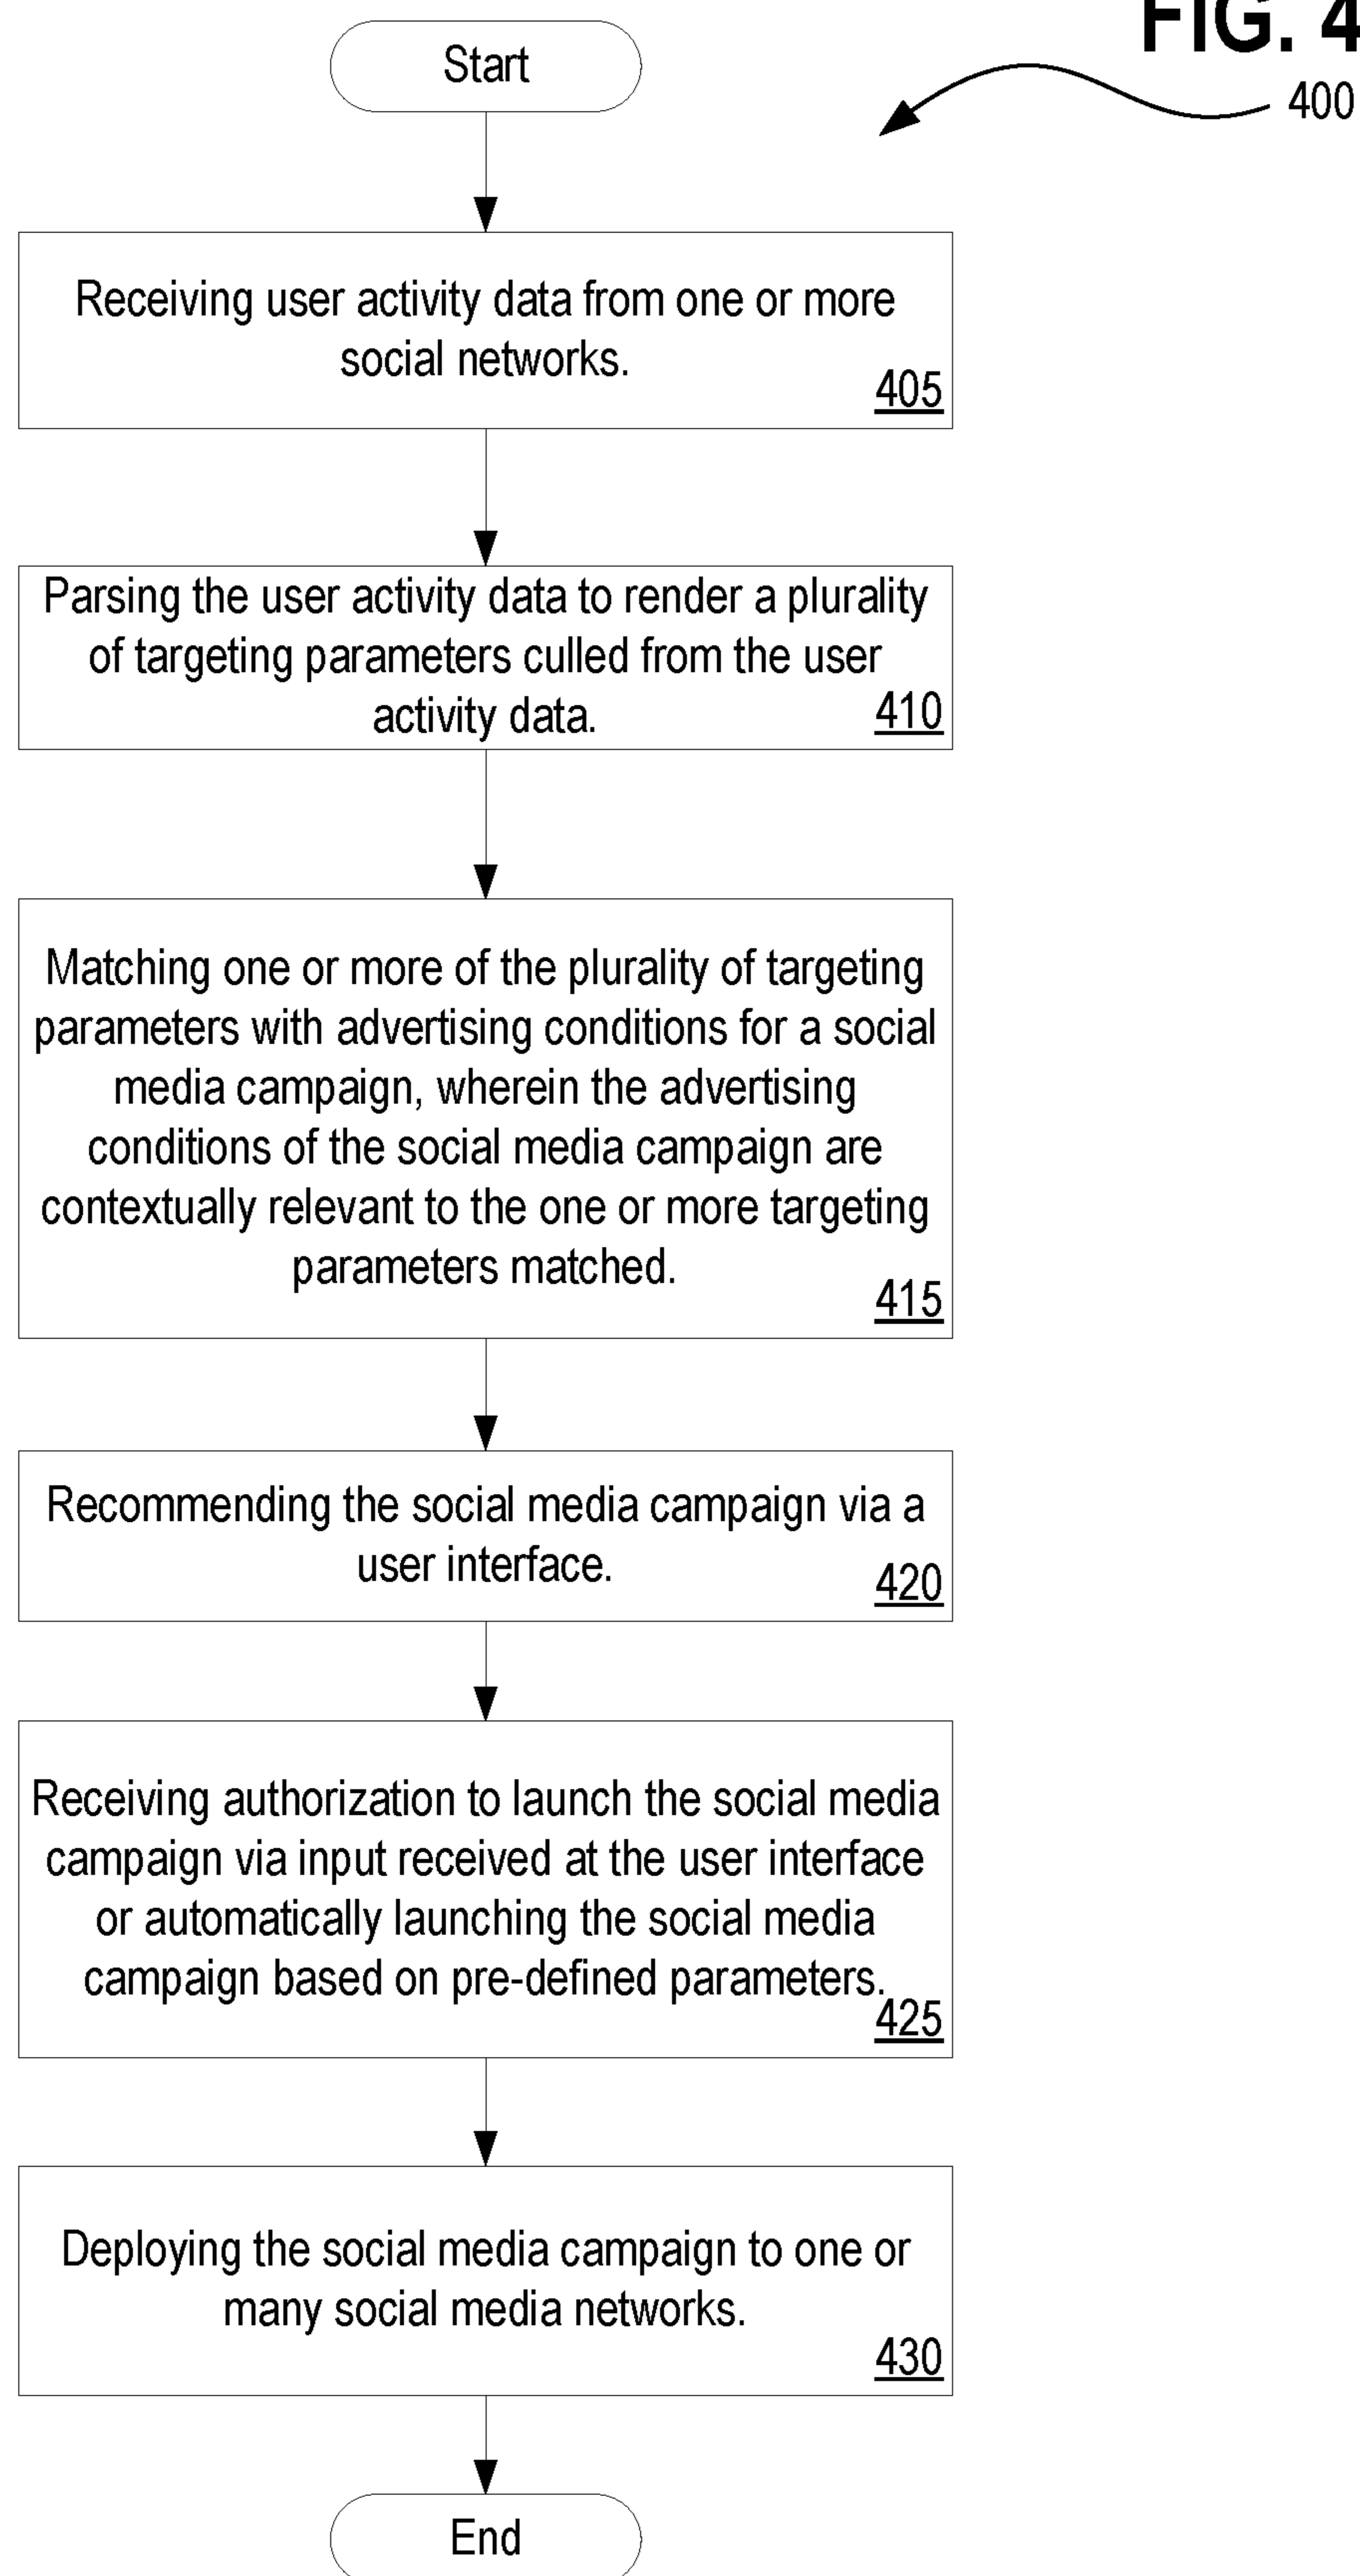 FIG. 4
400
Start
Receiving user activity data from one or more
social networks.
405
Parsing the user activity data to render a plurality
of targeting parameters culled from the user
activity data.
410
Matching one or more of the plurality of targeting
parameters with advertising conditions for a social
media campaign, wherein the advertising
conditions of the social media campaign are
contextually relevant to the one or more targeting
parameters matched.
415
Recommending the social media campaign via a
user interface.
420
Receiving authorization to launch the social media
campaign via input received at the user interface
or automatically launching the social media
campaign based on pre-defined parameters.
425
Deploying the social media campaign to one or
many social media networks.
430
End